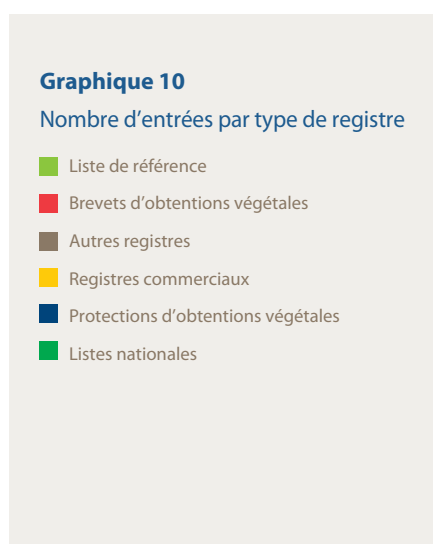 Graphique 10
Nombre d’entrées par type de registre
Liste de référence
Brevets d’obtentions végétales
Autres registres
Registres commerciaux
Protections d’obtentions végétales
Listes nationales